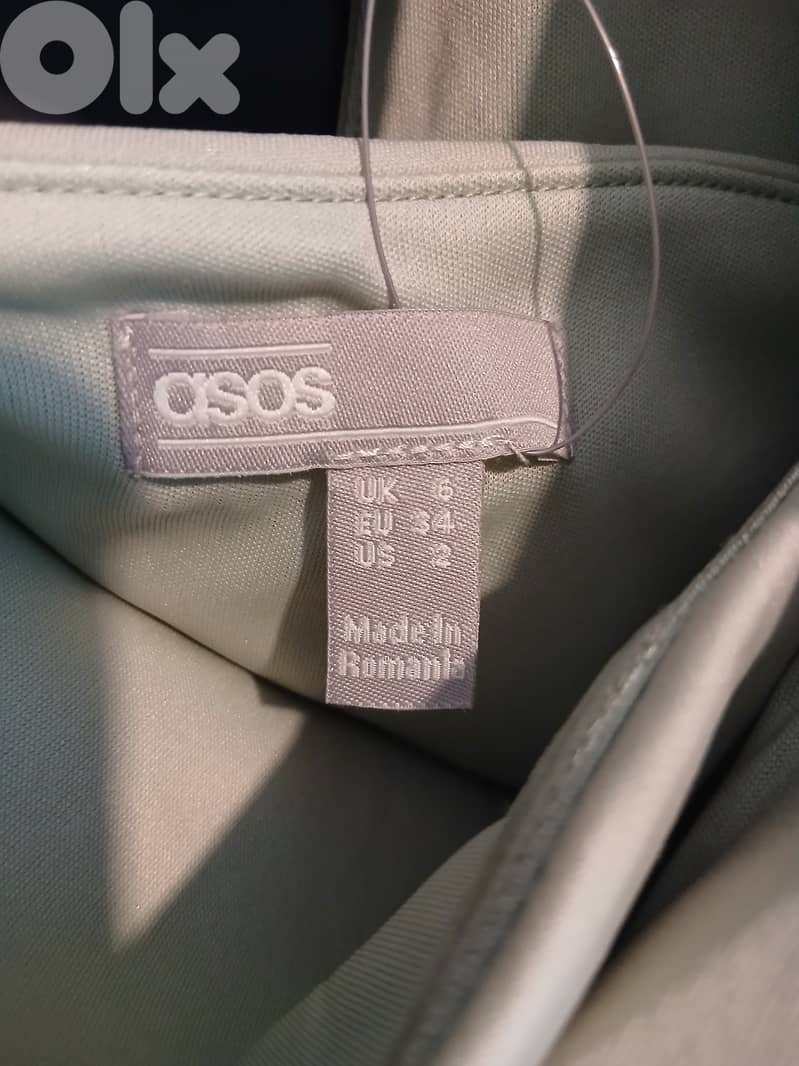 Olx
asos
UK 6
EU 34
US 2
Made in
Romania